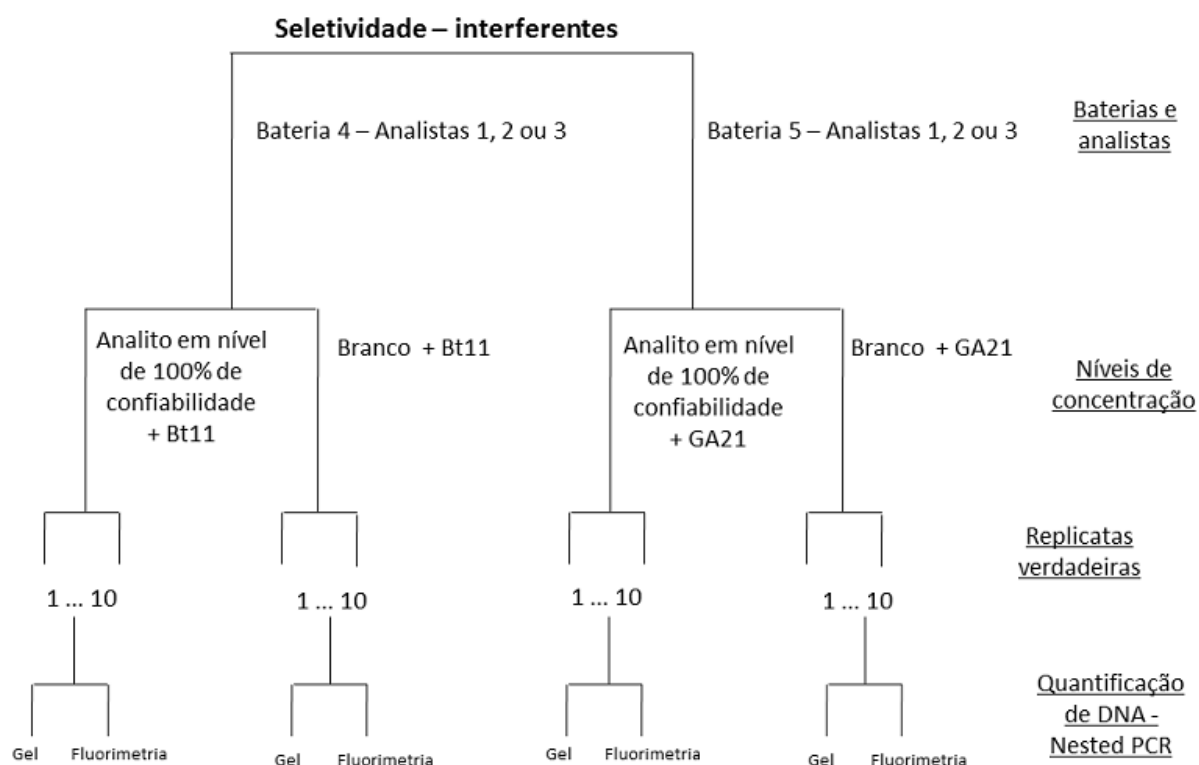 Seletividade – interferentes
Bateria 4 – Analistas 1, 2 ou 3
Bateria 5 – Analistas 1, 2 ou 3
Baterias e
analistas
Analito em nível
de 100% de
confiabilidade
+ Bt11
Branco + Bt11
Analito em nível
de 100% de
confiabilidade
+ GA21
Branco + GA21
Níveis de
concentração
Replicatas
verdadeiras
1 ... 10
1 ... 10
1 ... 10
1 ... 10
Quantificação
de DNA -
Nested PCR
Gel
Fluorimetria
Gel
Fluorimetria
Gel
Fluorimetria
Gel
Fluorimetria